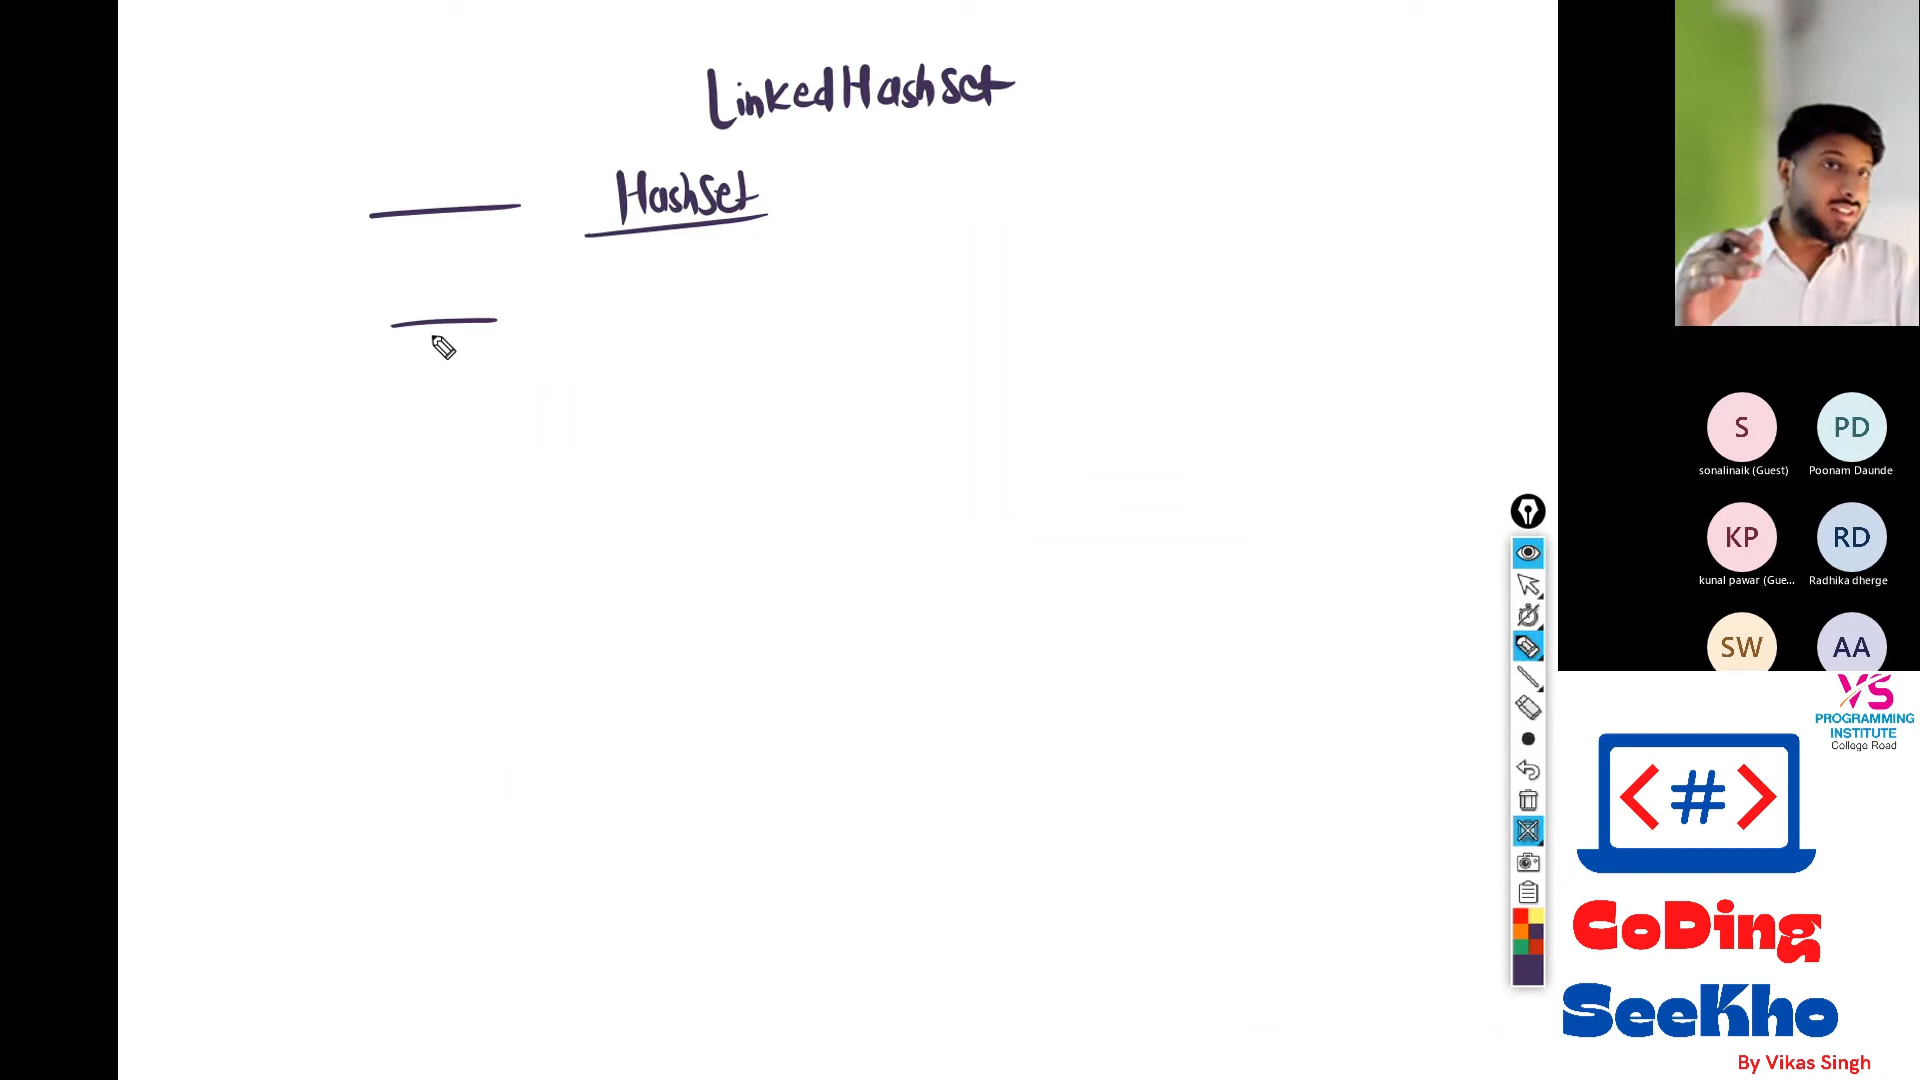 LinkedHashSet
HashSet
S
PD
sonalinaik (Guest)
Poonam Daunde
KP
RD
kunal pawar (Gue...
Radhika dherge
SW
AA
VS
PROGRAMMING
INSTITUTE
College Road
<#>
CoDing
SeeKho
By Vikas Singh